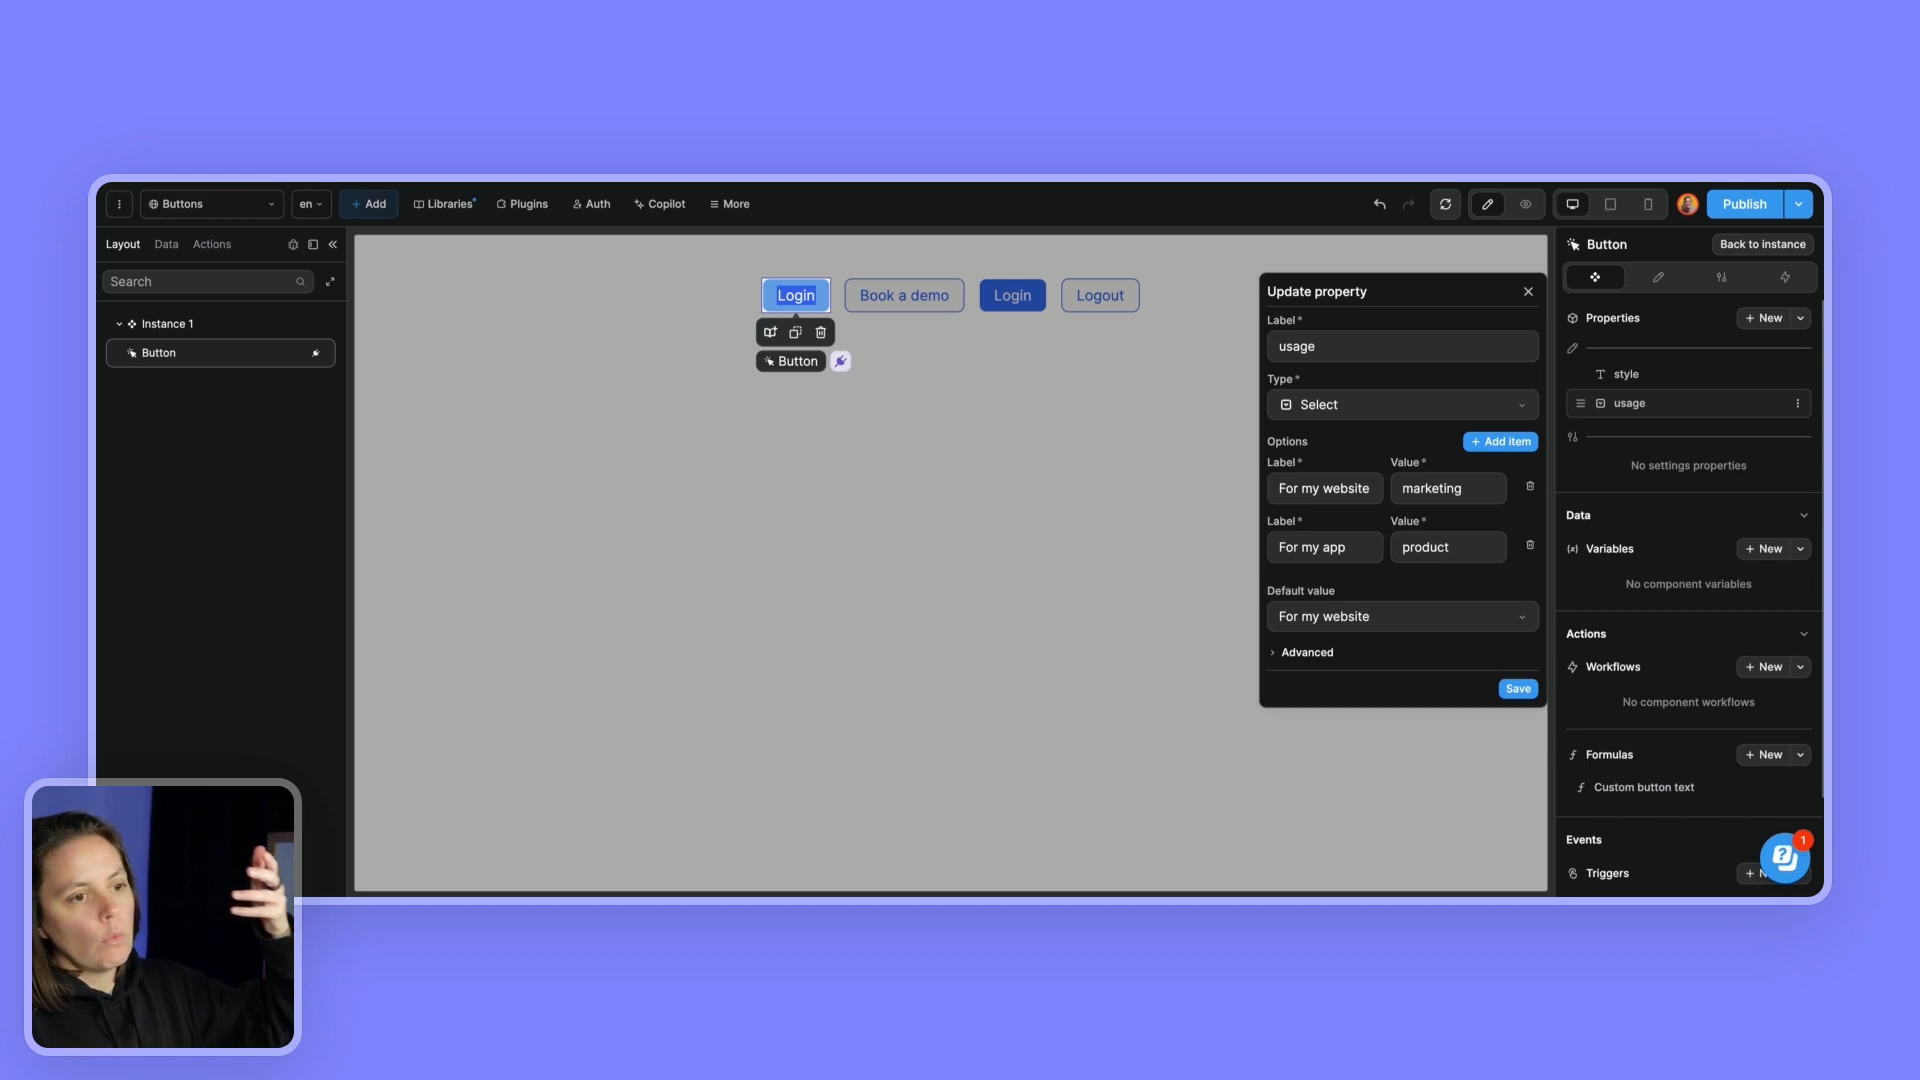 Buttons
en
+ Add
Libraries
Plugins
Auth
Copilot
More
Publish
Layout
Data
Actions
Search
Instance 1
Button
Login
Book a demo
Login
Logout
Button
Update property
Label *
usage
Type *
Select
Options
+ Add item
Label *
Value *
For my website
marketing
Label *
Value *
For my app
product
Default value
For my website
Advanced
Save
Button
Back to instance
Properties
+ New
style
usage
No settings properties
Data
(x) Variables
+ New
No component variables
Actions
Workflows
+ New
No component workflows
Formulas
+ New
Custom button text
Events
1
Triggers